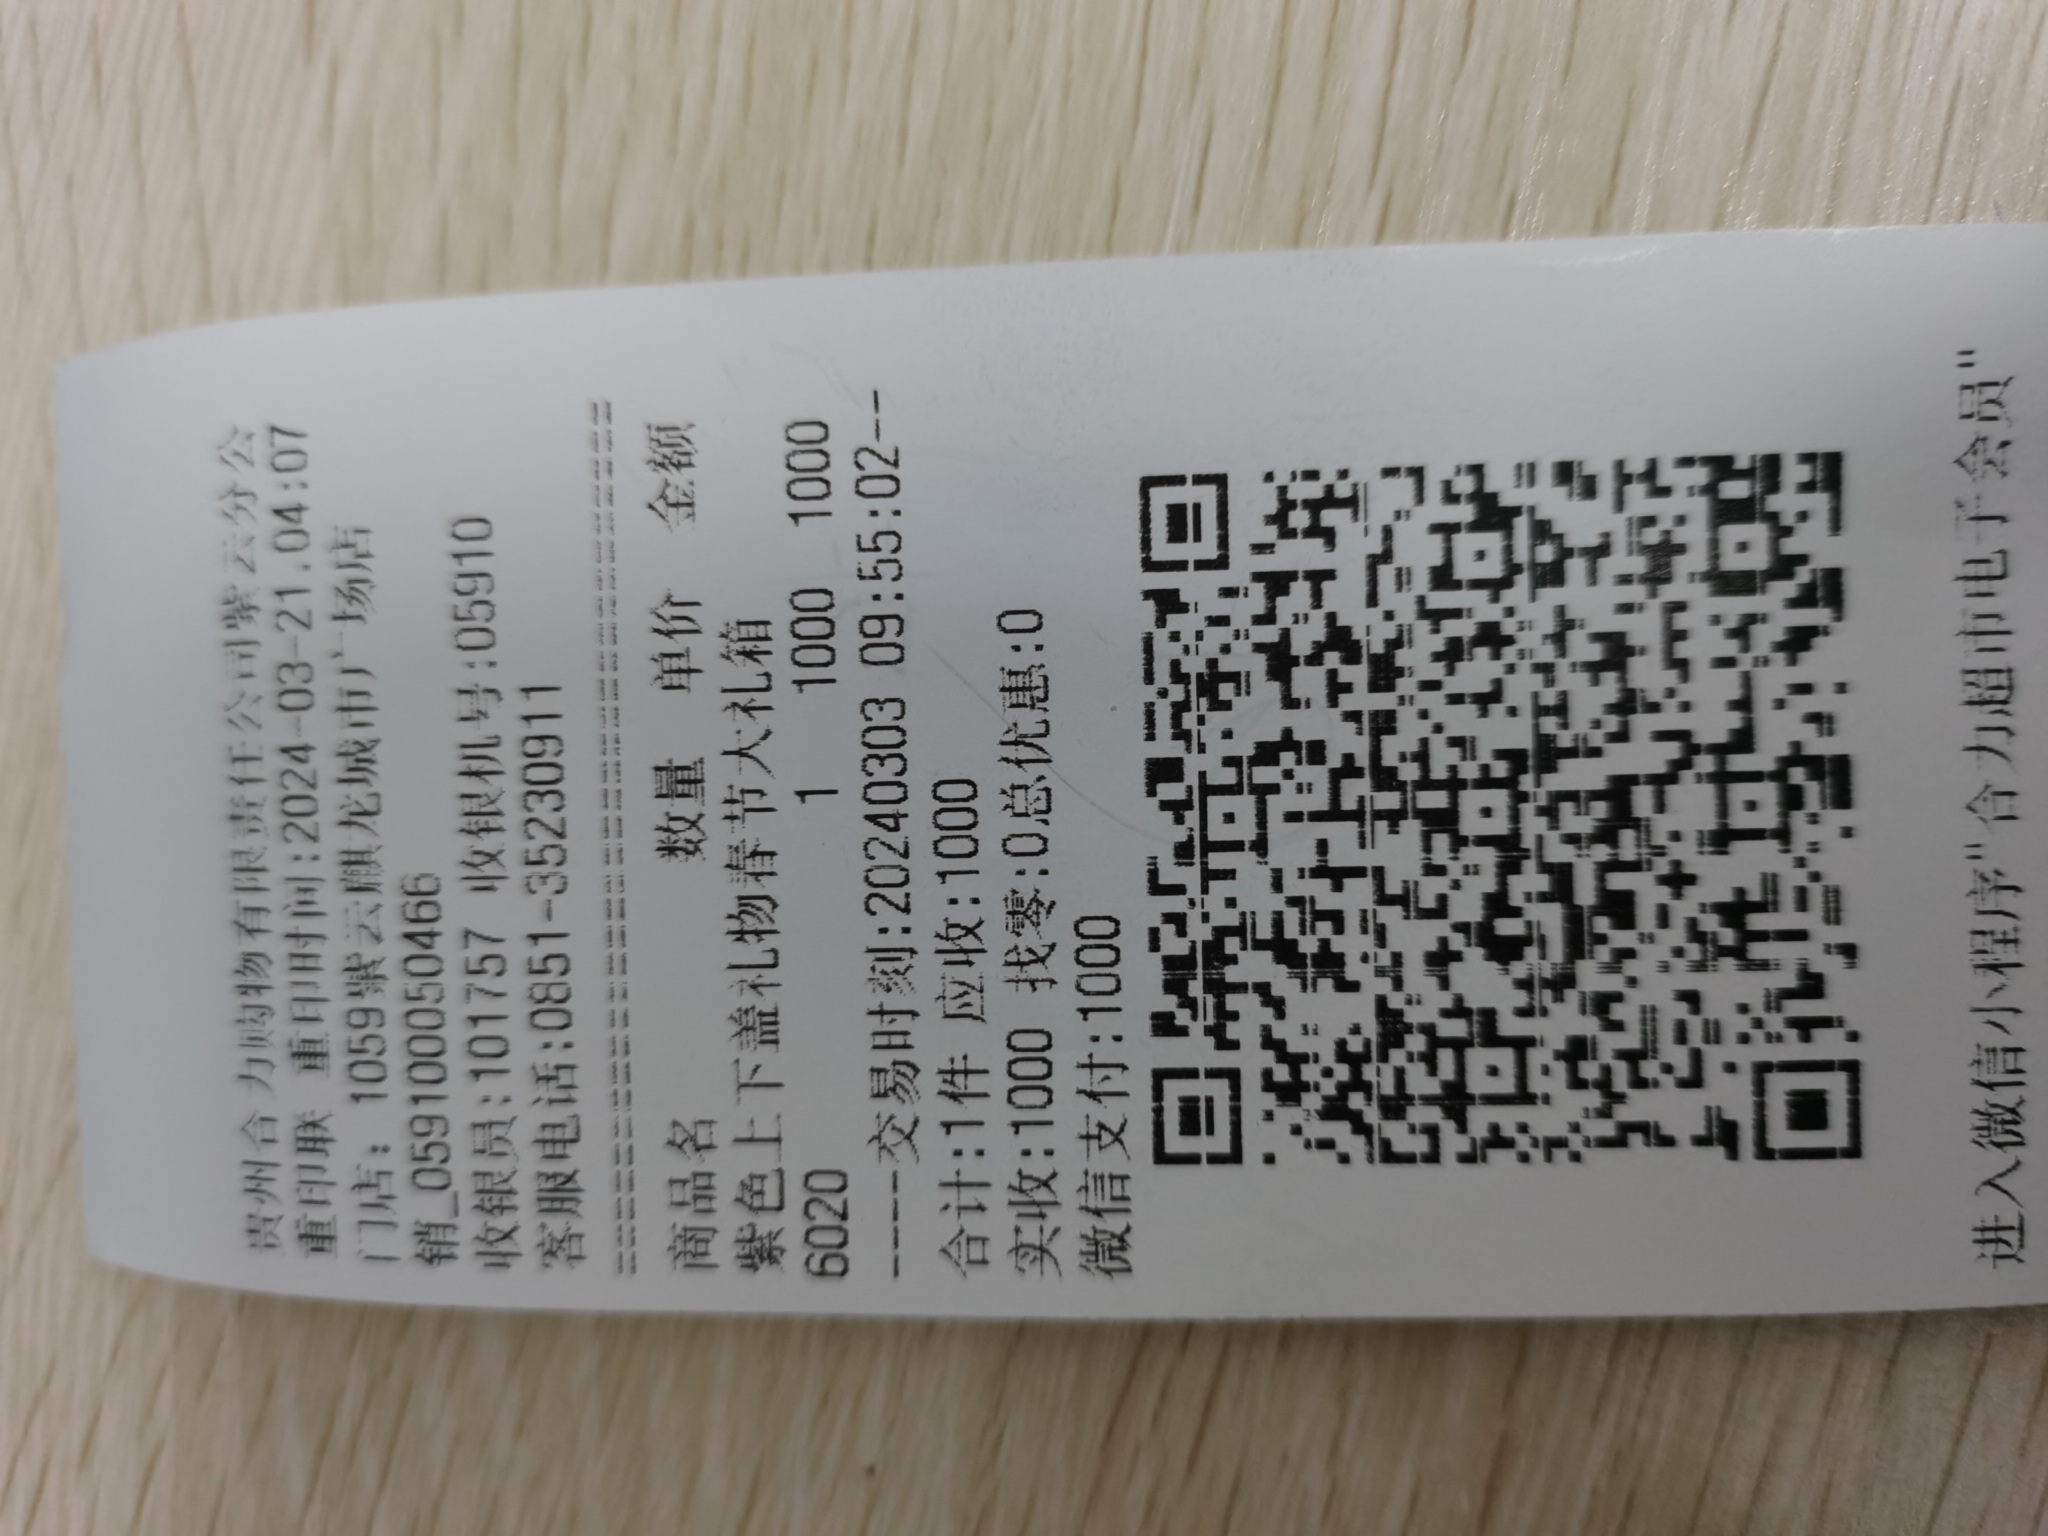 贵州合力购物有限责任公司紫云分公
重印联 重印时间:2024-03-21.04:07
门店: 1059紫云麒龙城市广场店
销_0591000050466
收银员:101757 收银机号:05910
客服电话:0851-35230911
==========================================
商品名 数量 单价 金额
紫色上下盖礼物春节大礼箱
6020 1 1000 1000
-----交易时刻:20240303 09:55:02--
合计:1件 应收:1000
实收:1000 找零:0总优惠:0
微信支付:1000
进入微信小程序"合力超市电子会员"